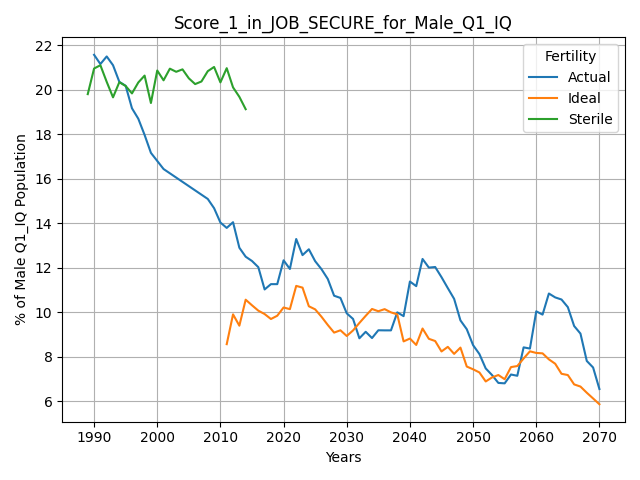 Score_1_in_JOB_SECURE_for_Male_Q1_IQ
% of Male Q1_IQ Population
22
20
18
16
14
12
10
8
6
Fertility
Actual
Ideal
Sterile
1990 2000 2010 2020 2030 2040 2050 2060 2070
Years